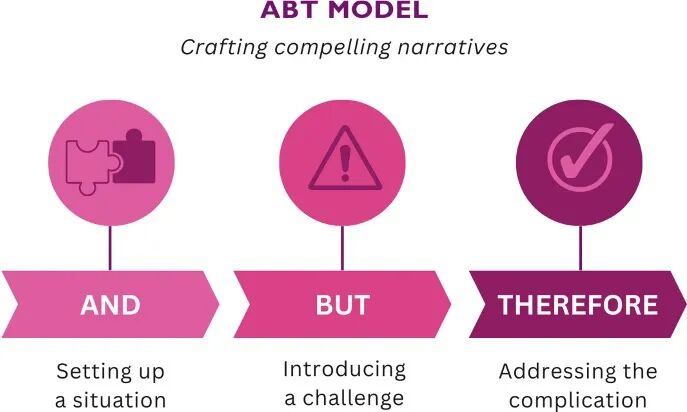 ABT MODEL
Crafting compelling narratives
AND
BUT
THEREFORE
Setting up
a situation
Introducing
a challenge
Addressing the
complication